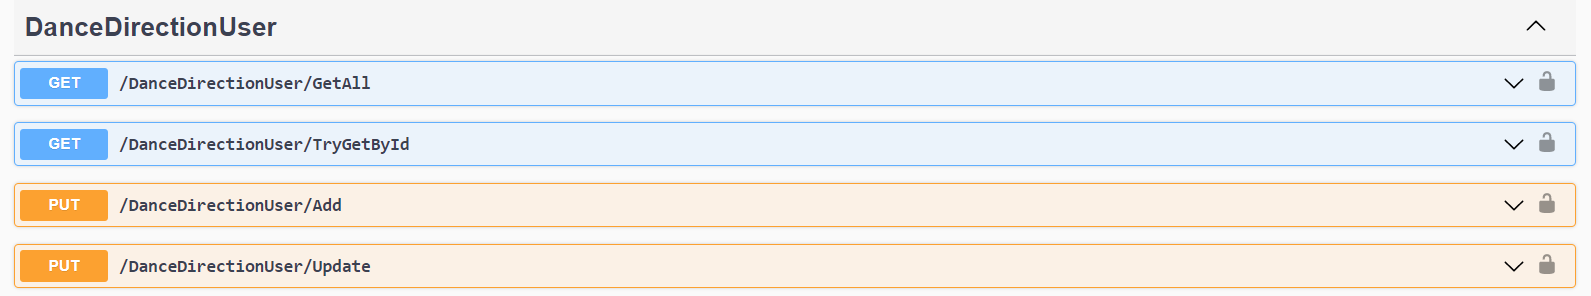 DanceDirectionUser
GET /DanceDirectionUser/GetAll
GET /DanceDirectionUser/TryGetById
PUT /DanceDirectionUser/Add
PUT /DanceDirectionUser/Update